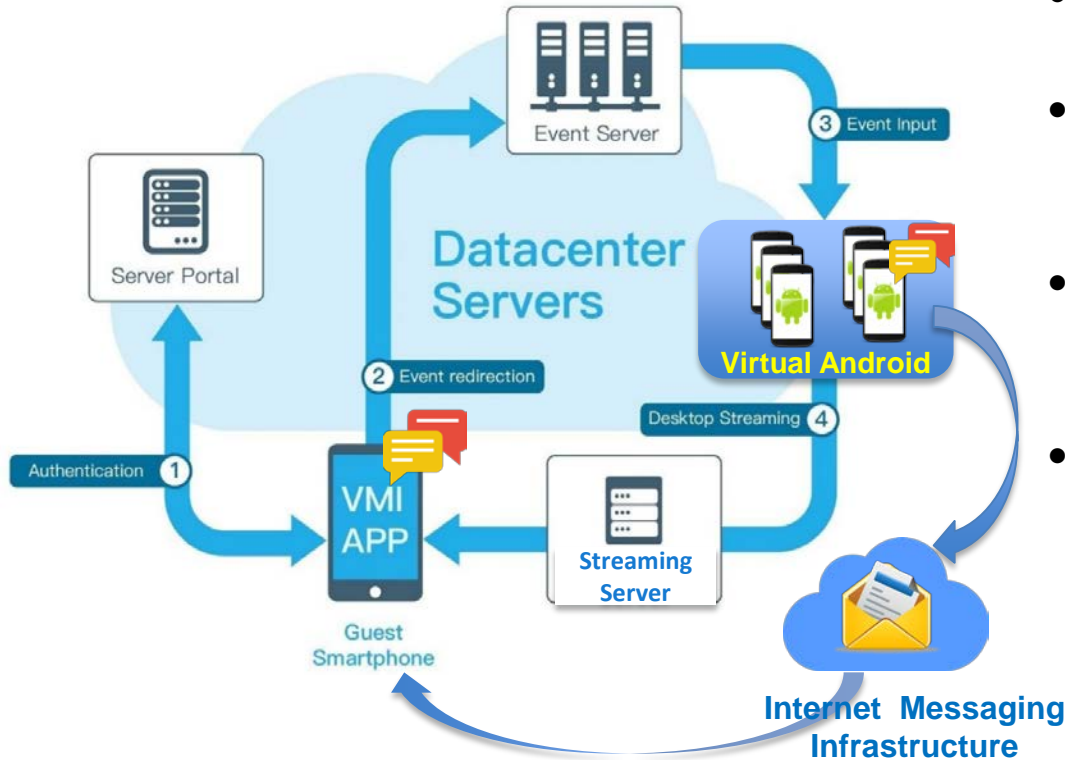 Event Server
3 Event Input
Server Portal
Datacenter
Servers
Virtual Android
2 Event redirection
Desktop Streaming 4
Authentication 1
VMI
APP
Streaming
Server
Guest
Smartphone
Internet Messaging
Infrastructure